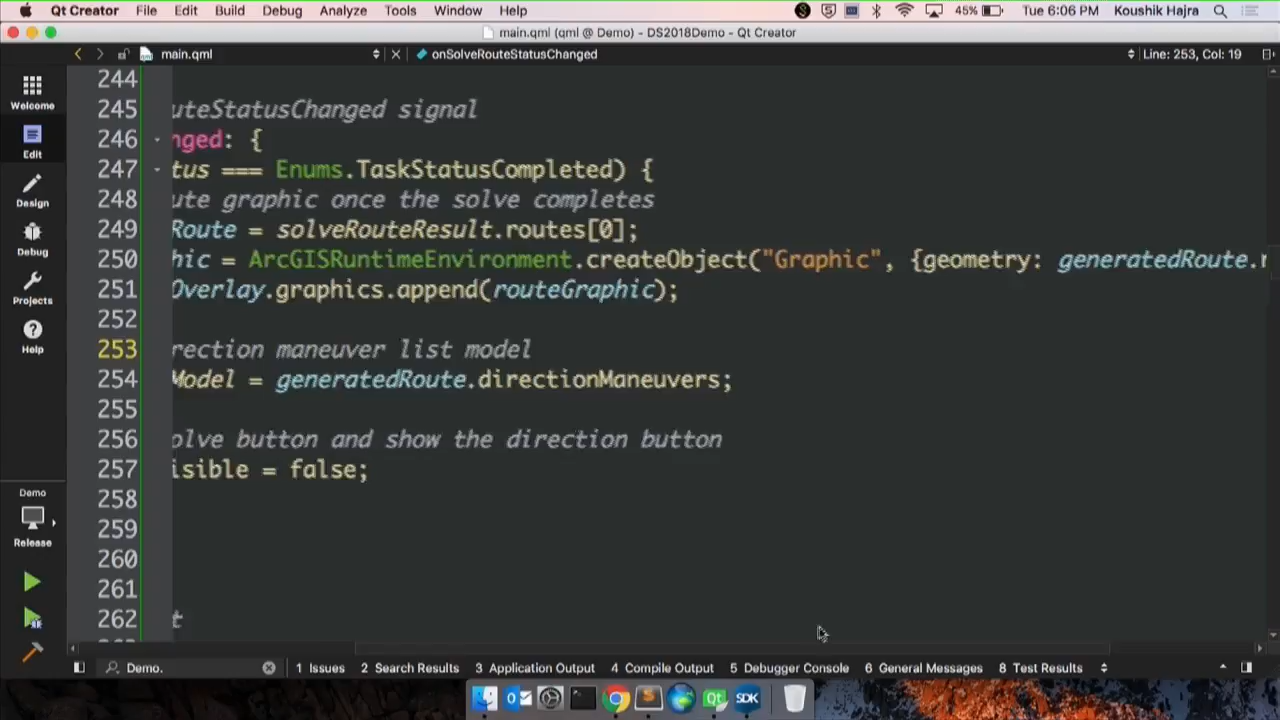 Qt Creator File Edit Build Debug Analyze Tools Window Help 45% Tue 6:06 PM Koushik Hajra
main.qml (qml @ Demo) - DS2018Demo - Qt Creator
main.qml onSolveRouteStatusChanged Line: 253, Col: 19
Welcome
Edit
Design
Debug
Projects
Help
Demo
Release
244
245 uteStatusChanged signal
246 nged: {
247 tus === Enums.TaskStatusCompleted) {
248 ute graphic once the solve completes
249 Route = solveRouteResult.routes[0];
250 hic = ArcGISRuntimeEnvironment.createObject("Graphic", {geometry: generatedRoute.r
251 Overlay.graphics.append(routeGraphic);
252
253 rection maneuver list model
254 Model = generatedRoute.directionManeuvers;
255
256 olve button and show the direction button
257 isible = false;
258
259
260
261
262 t
Demo. 1 Issues 2 Search Results 3 Application Output 4 Compile Output 5 Debugger Console 6 General Messages 8 Test Results
Qt SDK